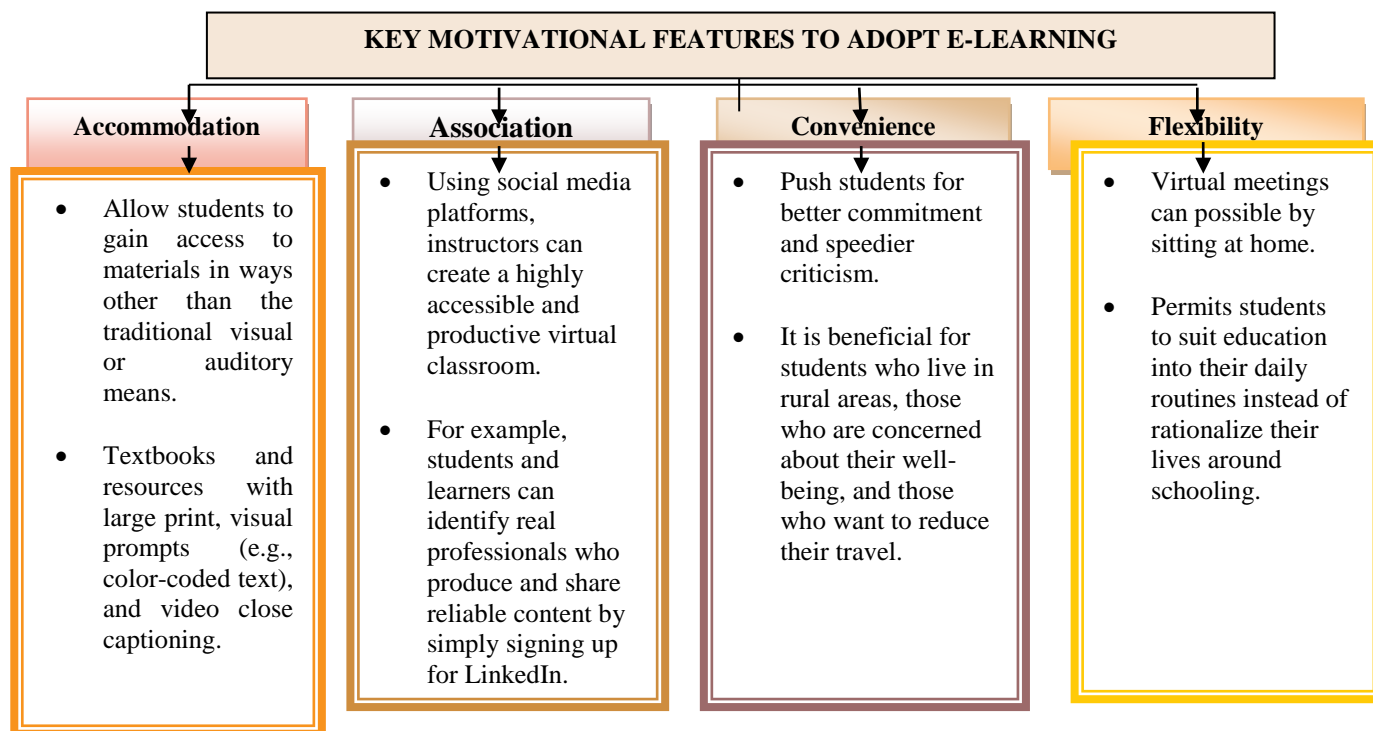 KEY MOTIVATIONAL FEATURES TO ADOPT E-LEARNING
Accommodation
• Allow students to
gain access to
materials in ways
other than the
traditional visual
or auditory
means.
• Textbooks and
resources with
large print, visual
prompts (e.g.,
color-coded text),
and video close
captioning.
Association
• Using social media
platforms,
instructors can
create a highly
accessible and
productive virtual
classroom.
• For example,
students and
learners can
identify real
professionals who
produce and share
reliable content by
simply signing up
for LinkedIn.
Convenience
• Push students for
better commitment
and speedier
criticism.
• It is beneficial for
students who live in
rural areas, those
who are concerned
about their well-
being, and those
who want to reduce
their travel.
Flexibility
• Virtual meetings
can possible by
sitting at home.
• Permits students
to suit education
into their daily
routines instead of
rationalize their
lives around
schooling.